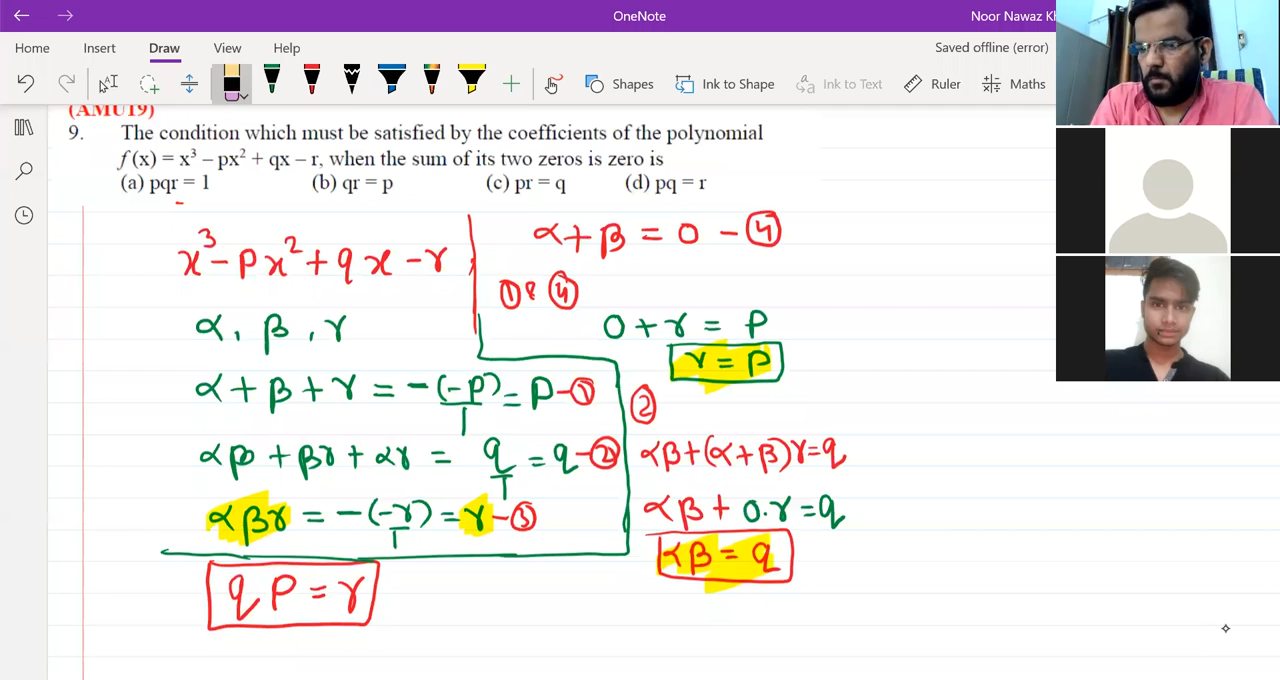 OneNote
Noor Nawaz Kh
Home Insert Draw View Help
Saved offline (error)
Shapes Ink to Shape Ink to Text Ruler Maths
(AMU19)
9. The condition which must be satisfied by the coefficients of the polynomial
f(x) = x³ – px² + qx – r, when the sum of its two zeros is zero is
(a) pqr = 1 (b) qr = p (c) pr = q (d) pq = r
x³ - px² + qx - r
α, β, γ
α + β + γ = -(-p)/1 = p - ①
αβ + βγ + αγ = q/1 = q - ②
αβγ = -(-r)/1 = r - ③
qp = r
α + β = 0 - ④
① & ④
0 + γ = p
γ = p
②
αβ + (α + β)γ = q
αβ + 0.γ = q
αβ = q